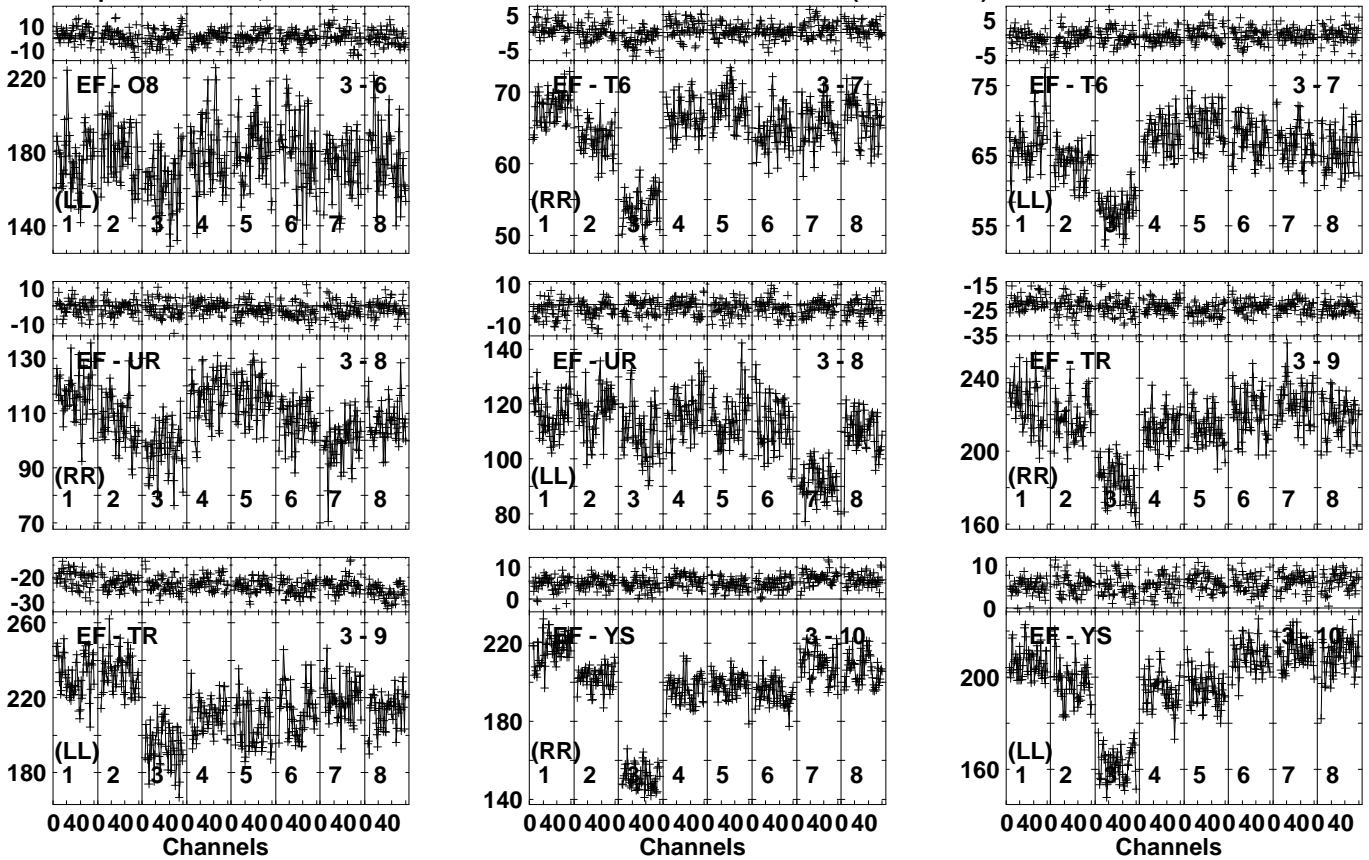 10
-10
220
180
140
EF - O8 3 - 6
(LL)
1 2 3 4 5 6 7 8
5
-5
70
60
50
EF - T6 3 - 7
(RR)
1 2 3 4 5 6 7 8
5
-5
75
65
55
EF - T6 3 - 7
(LL)
1 2 3 4 5 6 7 8
10
-10
130
110
90
70
EF - UR 3 - 8
(RR)
1 2 3 4 5 6 7 8
10
-10
140
120
100
80
EF - UR 3 - 8
(LL)
1 2 3 4 5 6 7 8
-15
-25
-35
240
200
160
EF - TR 3 - 9
(RR)
1 2 3 4 5 6 7 8
-20
-30
260
220
180
EF - TR 3 - 9
(LL)
1 2 3 4 5 6 7 8
0 40 0 40 0 40 0 40 0 40 0 40 0 40 0 40
Channels
10
0
220
180
140
EF - YS 3 - 10
(RR)
1 2 3 4 5 6 7 8
0 40 0 40 0 40 0 40 0 40 0 40 0 40 0 40
Channels
10
0
200
160
EF - YS 3 - 10
(LL)
1 2 3 4 5 6 7 8
0 40 0 40 0 40 0 40 0 40 0 40 0 40 0 40
Channels